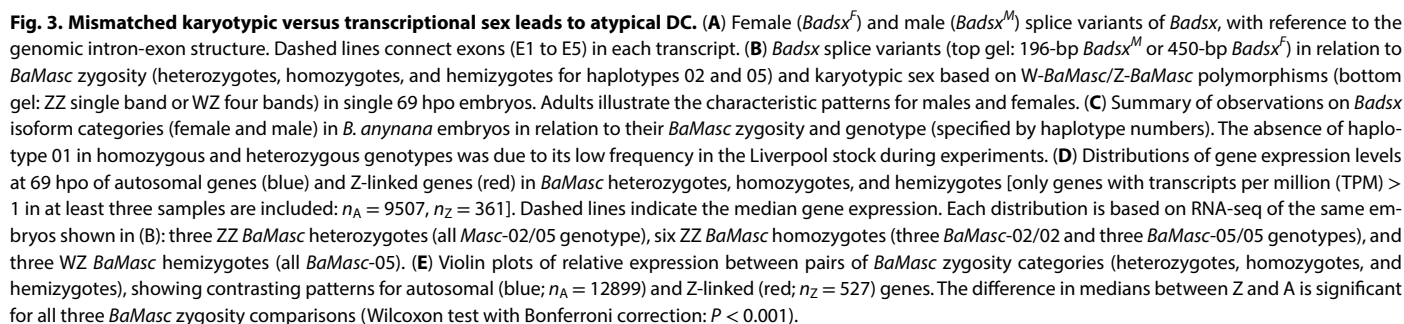 Fig. 3. Mismatched karyotypic versus transcriptional sex leads to atypical DC. (A) Female (Badsx^F) and male (Badsx^M) splice variants of Badsx, with reference to the
genomic intron-exon structure. Dashed lines connect exons (E1 to E5) in each transcript. (B) Badsx splice variants (top gel: 196-bp Badsx^M or 450-bp Badsx^F) in relation to
BaMasc zygosity (heterozygotes, homozygotes, and hemizygotes for haplotypes 02 and 05) and karyotypic sex based on W-BaMasc/Z-BaMasc polymorphisms (bottom
gel: ZZ single band or WZ four bands) in single 69 hpo embryos. Adults illustrate the characteristic patterns for males and females. (C) Summary of observations on Badsx
isoform categories (female and male) in B. anynana embryos in relation to their BaMasc zygosity and genotype (specified by haplotype numbers). The absence of haplo-
type 01 in homozygous and heterozygous genotypes was due to its low frequency in the Liverpool stock during experiments. (D) Distributions of gene expression levels
at 69 hpo of autosomal genes (blue) and Z-linked genes (red) in BaMasc heterozygotes, homozygotes, and hemizygotes [only genes with transcripts per million (TPM) >
1 in at least three samples are included: n_A = 9507, n_Z = 361]. Dashed lines indicate the median gene expression. Each distribution is based on RNA-seq of the same em-
bryos shown in (B): three ZZ BaMasc heterozygotes (all Masc-02/05 genotype), six ZZ BaMasc homozygotes (three BaMasc-02/02 and three BaMasc-05/05 genotypes), and
three WZ BaMasc hemizygotes (all BaMasc-05). (E) Violin plots of relative expression between pairs of BaMasc zygosity categories (heterozygotes, homozygotes, and
hemizygotes), showing contrasting patterns for autosomal (blue; n_A = 12899) and Z-linked (red; n_Z = 527) genes. The difference in medians between Z and A is significant
for all three BaMasc zygosity comparisons (Wilcoxon test with Bonferroni correction: P < 0.001).